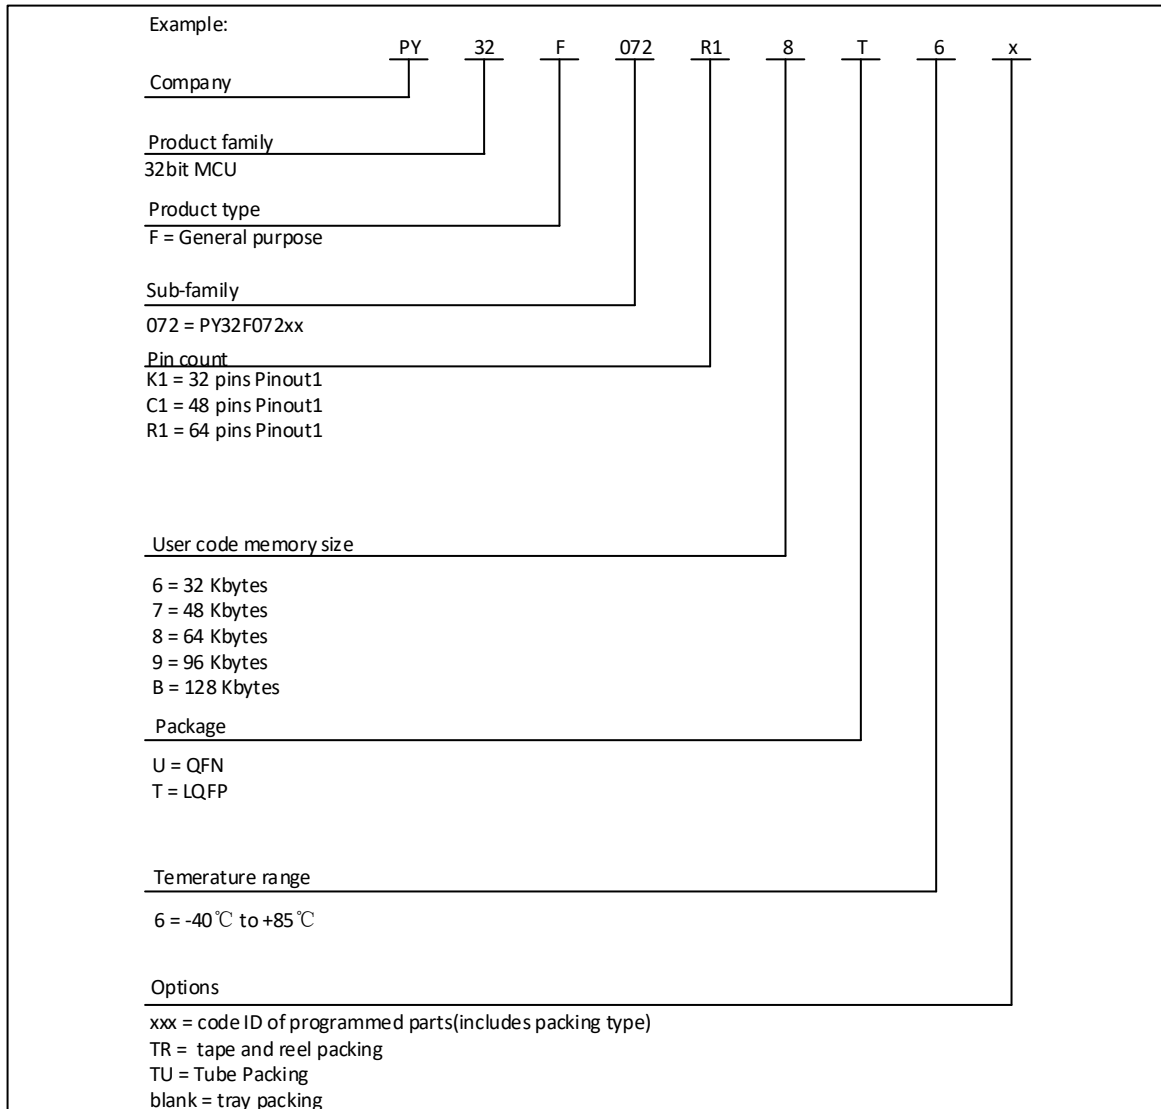 Example:
PY 32 F 072 R1 8 T 6 x
Company
Product family
32bit MCU
Product type
F = General purpose
Sub-family
072 = PY32F072xx
Pin count
K1 = 32 pins Pinout1
C1 = 48 pins Pinout1
R1 = 64 pins Pinout1
User code memory size
6 = 32 Kbytes
7 = 48 Kbytes
8 = 64 Kbytes
9 = 96 Kbytes
B = 128 Kbytes
Package
U = QFN
T = LQFP
Temerature range
6 = -40℃ to +85℃
Options
xxx = code ID of programmed parts(includes packing type)
TR = tape and reel packing
TU = Tube Packing
blank = tray packing